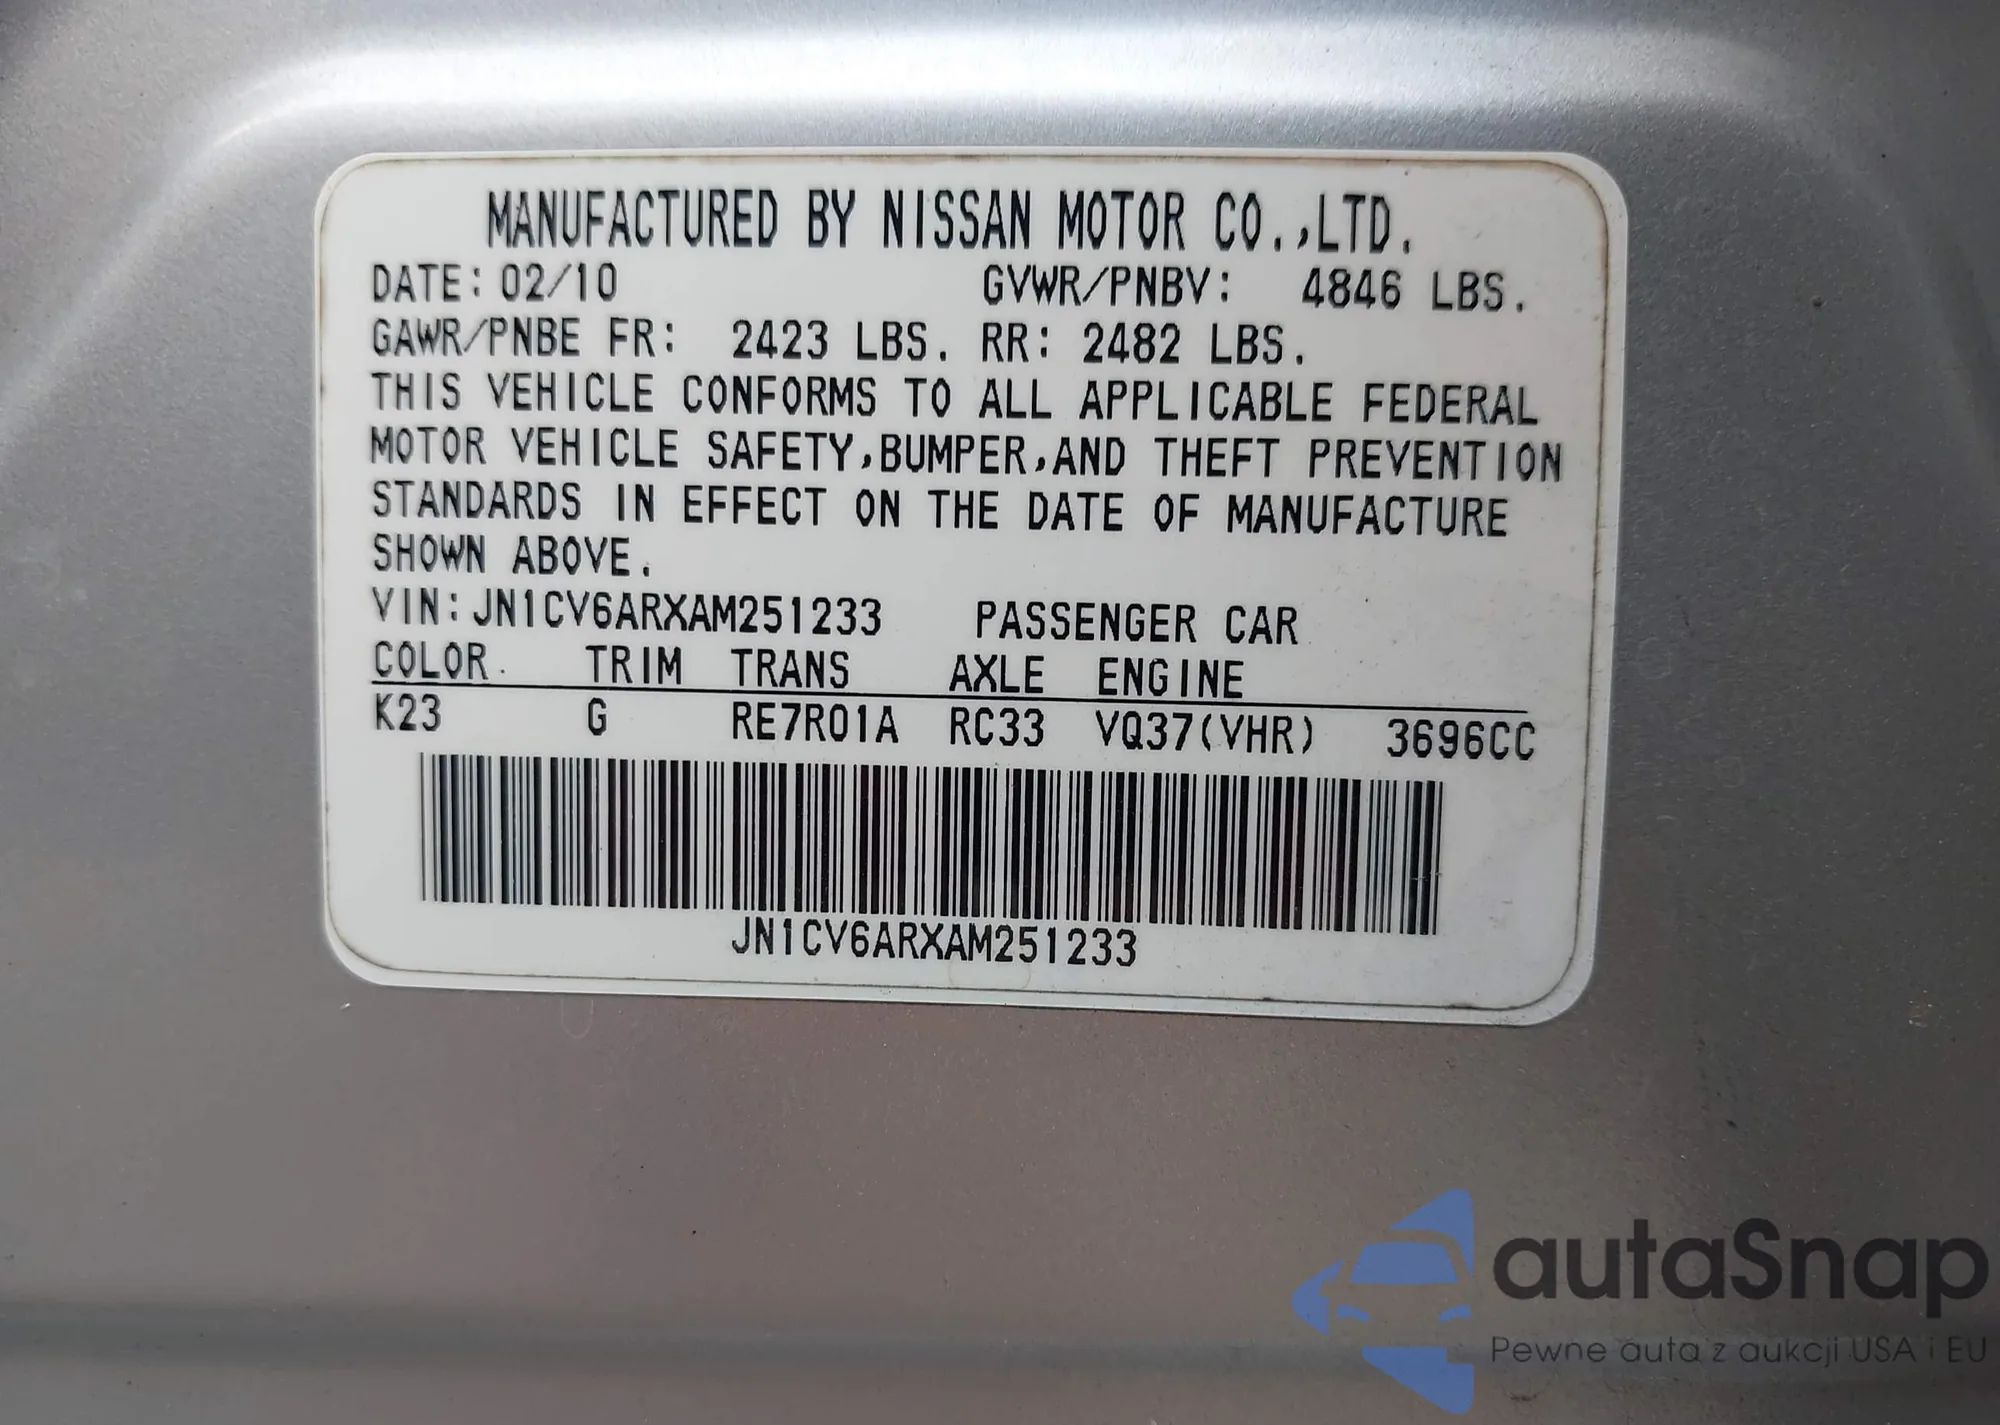 MANUFACTURED BY NISSAN MOTOR CO.,LTD.
DATE: 02/10 GVWR/PNBV: 4846 LBS.
GAWR/PNBE FR: 2423 LBS. RR: 2482 LBS.
THIS VEHICLE CONFORMS TO ALL APPLICABLE FEDERAL
MOTOR VEHICLE SAFETY,BUMPER,AND THEFT PREVENTION
STANDARDS IN EFFECT ON THE DATE OF MANUFACTURE
SHOWN ABOVE.
VIN: JN1CV6ARXAM251233 PASSENGER CAR
COLOR. TRIM TRANS AXLE ENGINE
K23 G RE7R01A RC33 VQ37(VHR) 3696CC
JN1CV6ARXAM251233
autaSnap
Pewne auta z aukcji USA i EU